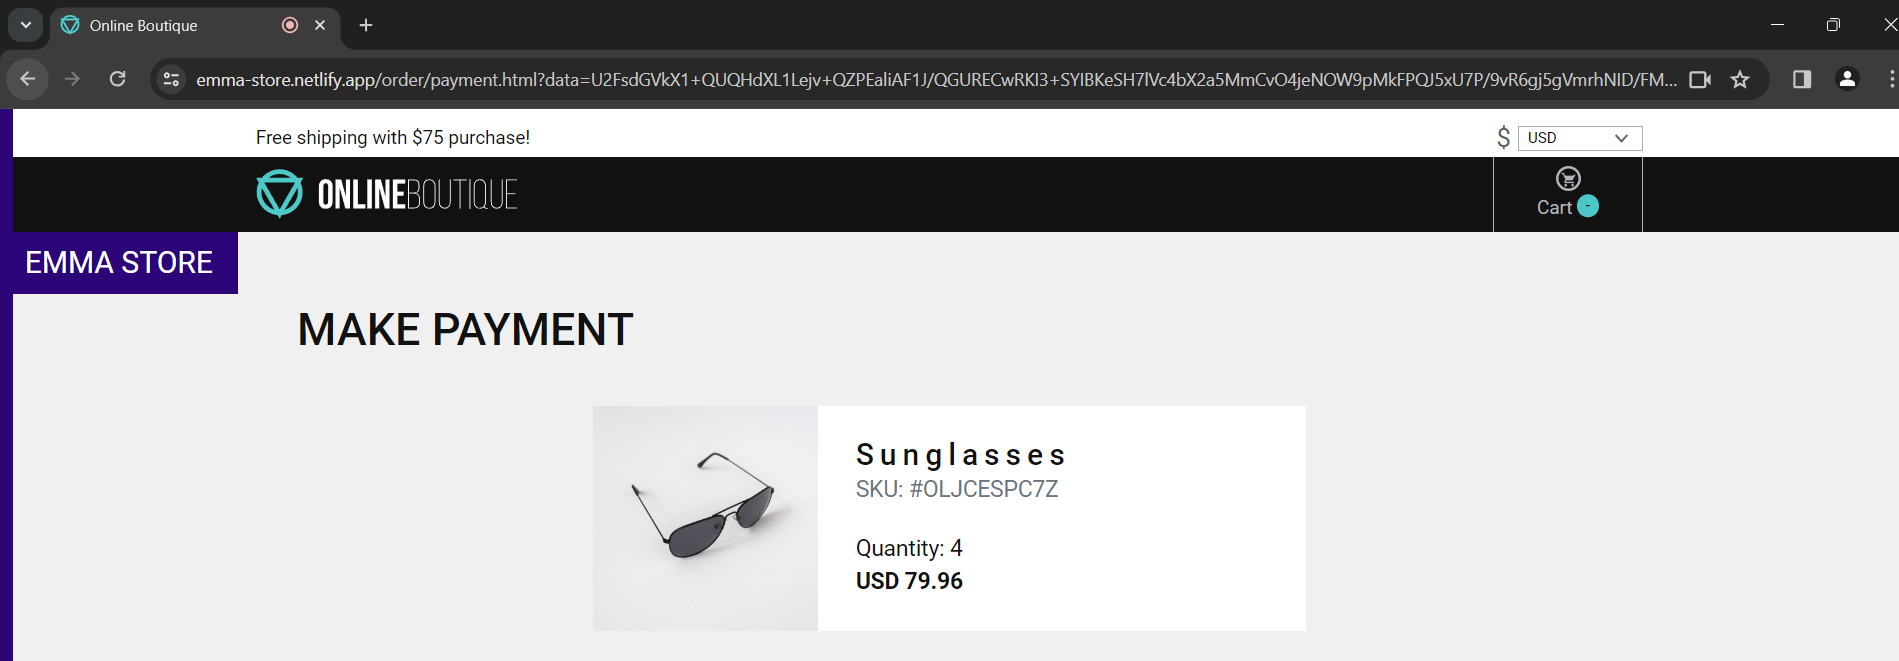 Online Boutique
emma-store.netlify.app/order/payment.html?data=U2FsdGVkX1+QUQHdXL1Lejv+QZPEaliAF1J/QGURECwRKI3+SYIBKeSH7lVc4bX2a5MmCvO4jeNOW9pMkFPQJ5xU7P/9vR6gj5gVmrhNID/FM...
Free shipping with $75 purchase!
$ USD
ONLINEBOUTIQUE
Cart -
EMMA STORE
MAKE PAYMENT
Sunglasses
SKU: #OLJCESPC7Z
Quantity: 4
USD 79.96